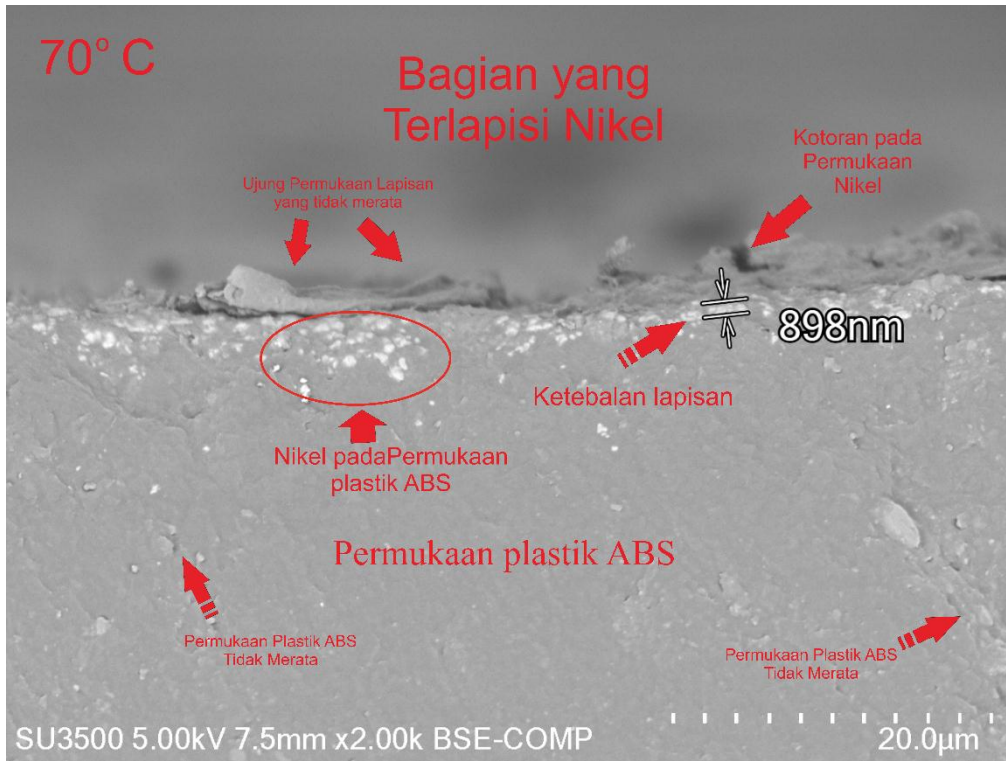 70° C
Bagian yang
Terlapisi Nikel
Kotoran pada
Permukaan
Nikel
Ujung Permukaan Lapisan
yang tidak merata
898nm
Ketebalan lapisan
Nikel padaPermukaan
plastik ABS
Permukaan plastik ABS
Permukaan Plastik ABS
Tidak Merata
Permukaan Plastik ABS
Tidak Merata
SU3500 5.00kV 7.5mm x2.00k BSE-COMP
20.0µm